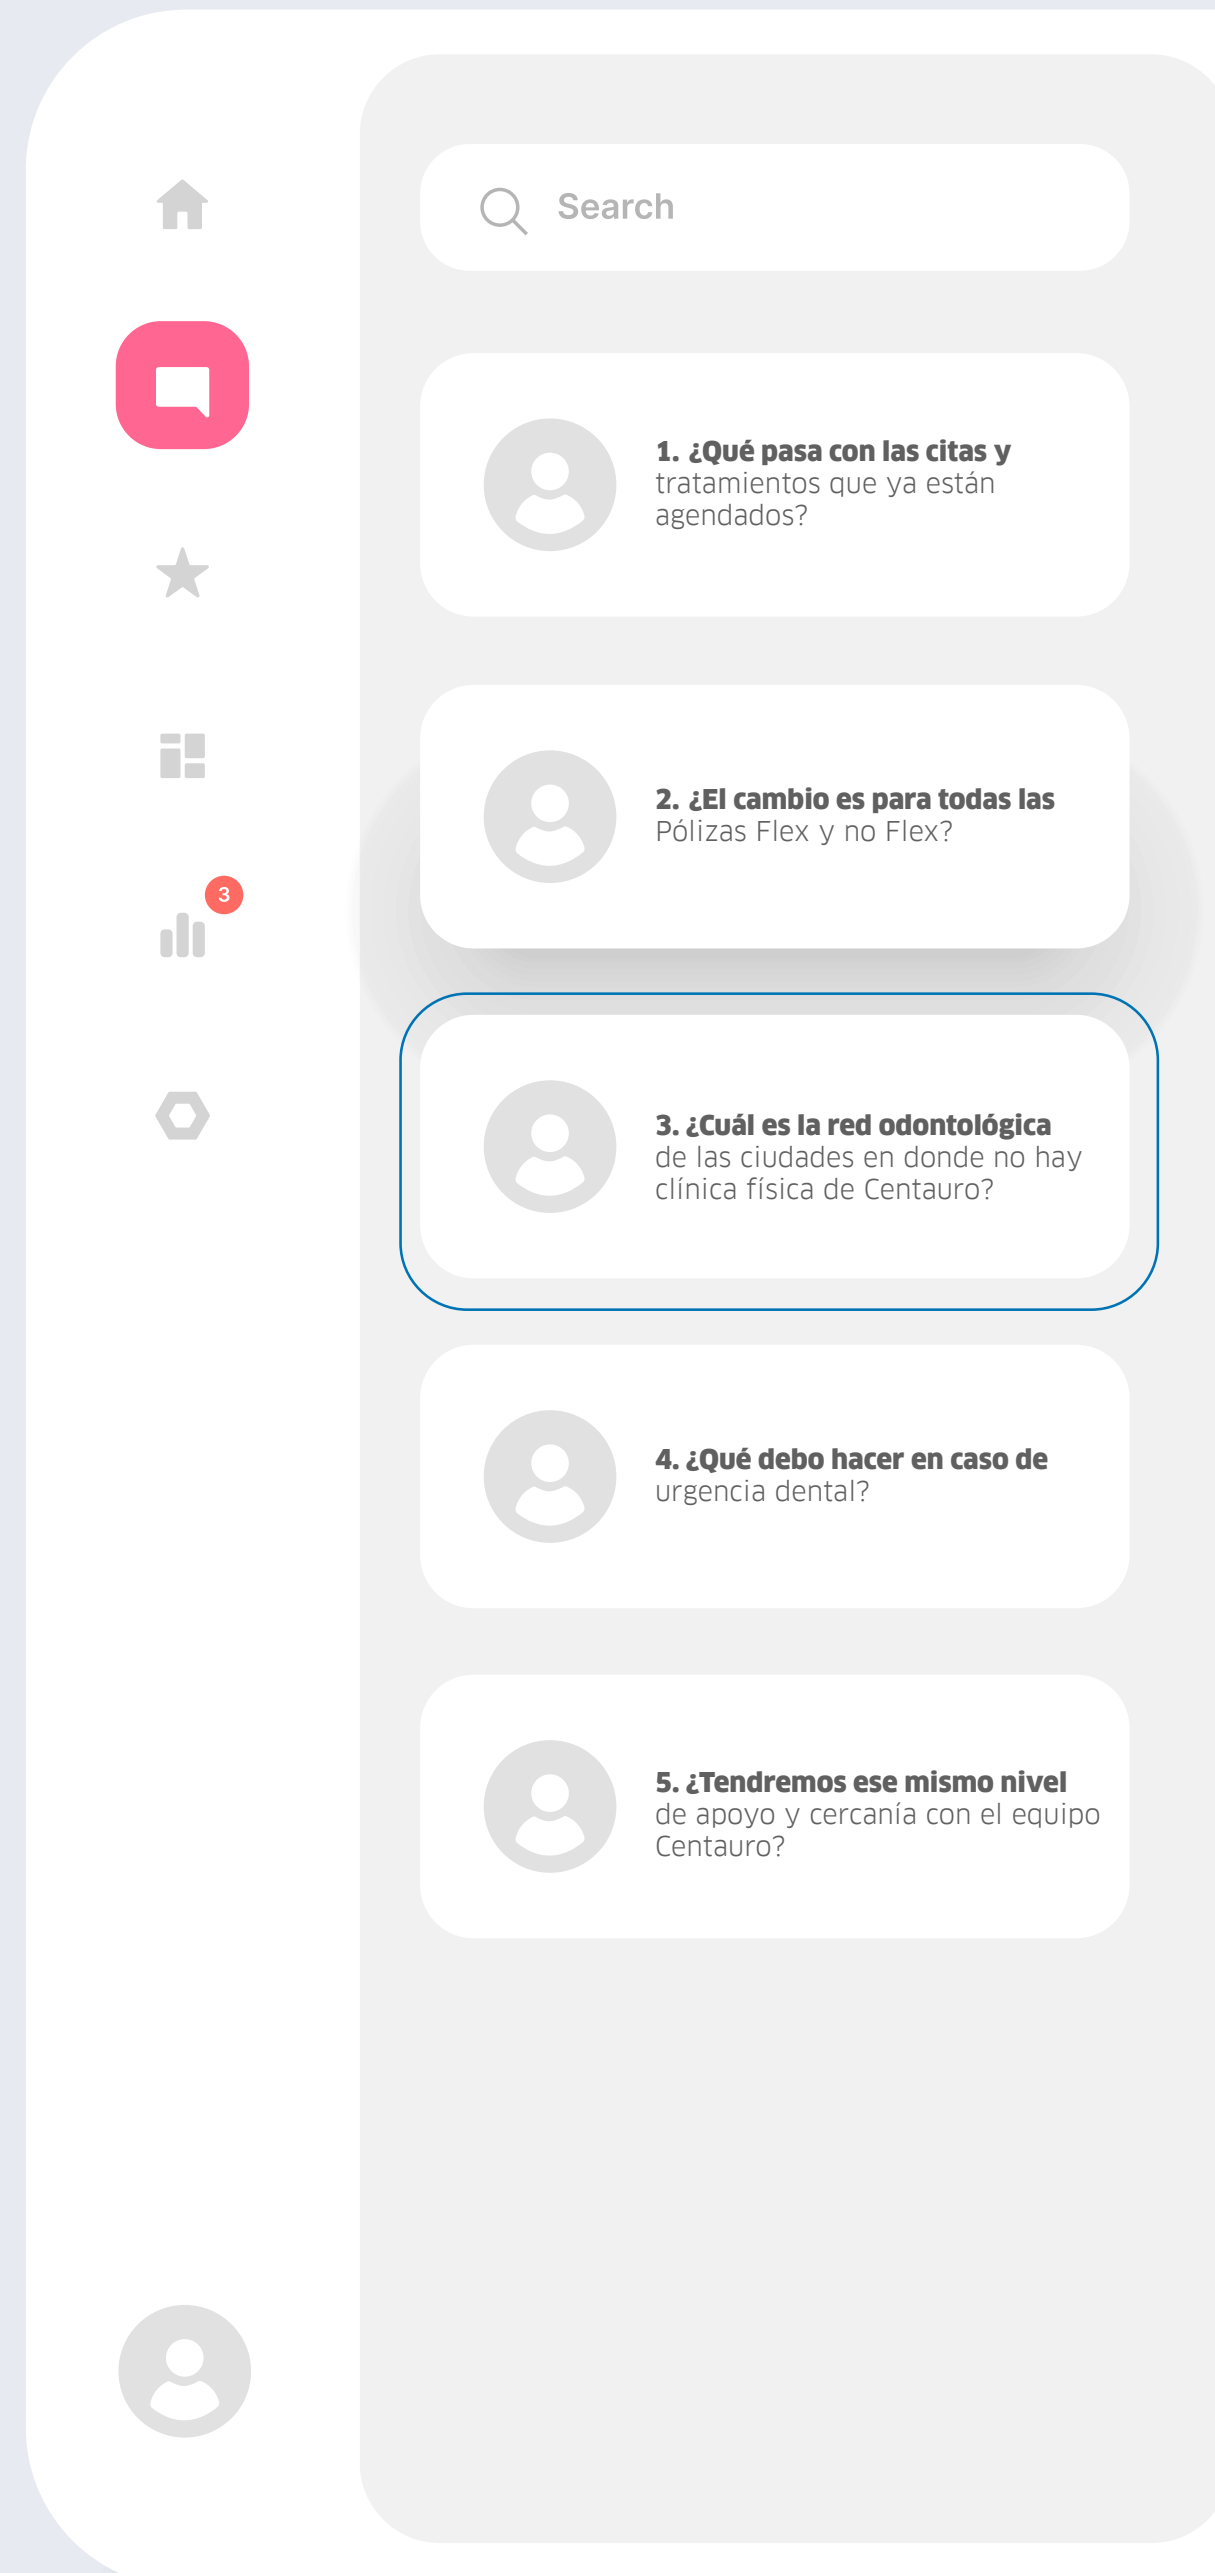 Search
1. ¿Qué pasa con las citas y
tratamientos que ya están
agendados?
2. ¿El cambio es para todas las
Pólizas Flex y no Flex?
3
3. ¿Cuál es la red odontológica
de las ciudades en donde no hay
clínica física de Centauro?
4. ¿Qué debo hacer en caso de
urgencia dental?
5. ¿Tendremos ese mismo nivel
de apoyo y cercanía con el equipo
Centauro?